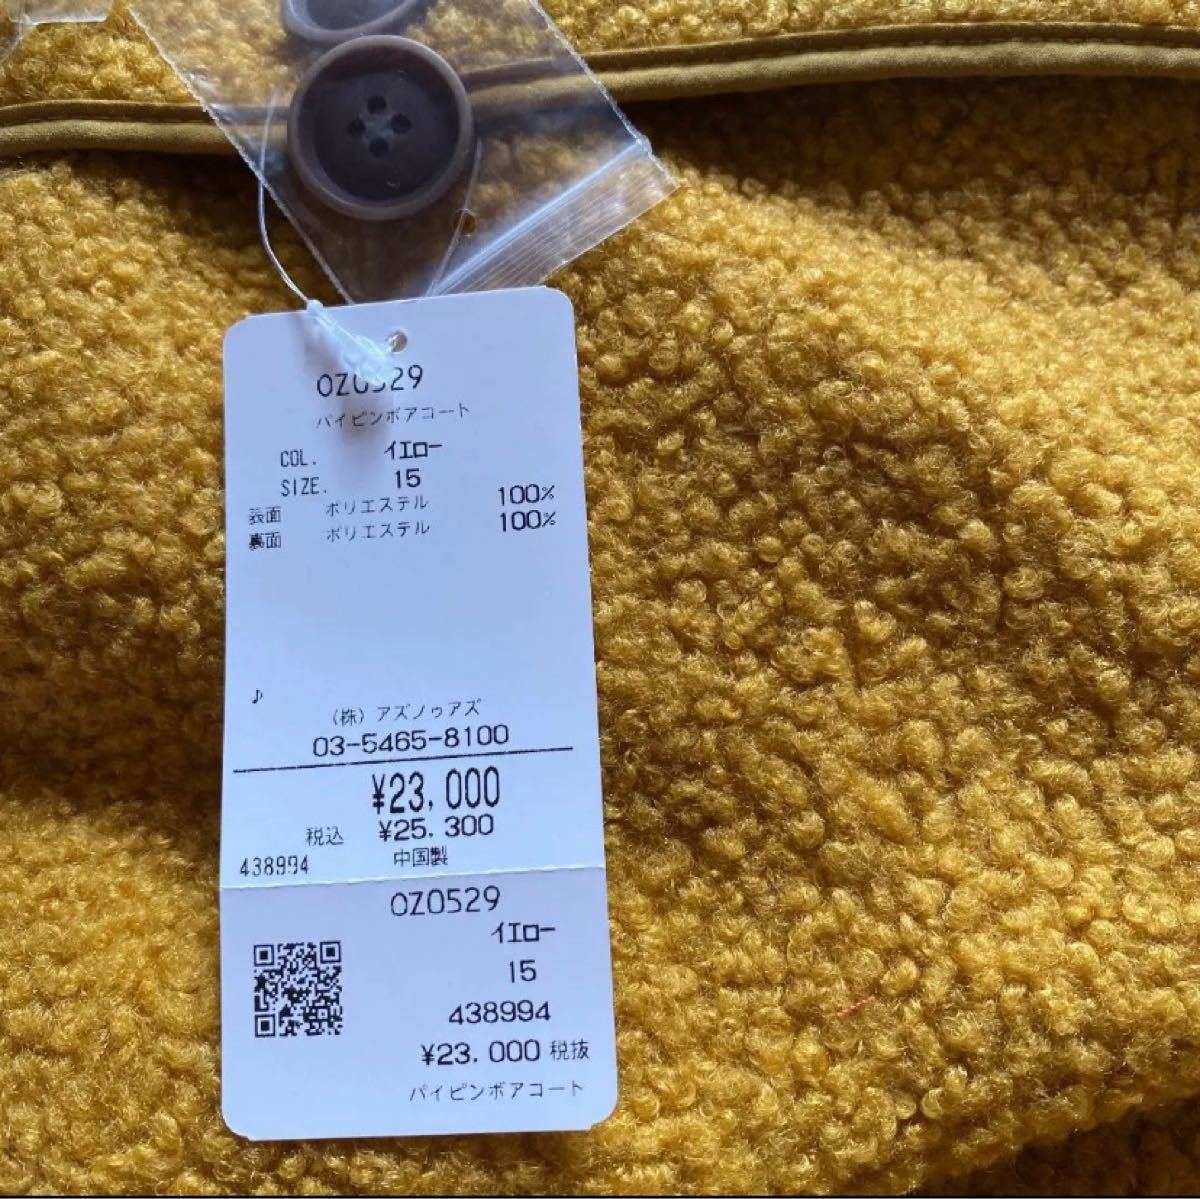 OZ0529
パイピンボアコート
COL. イエロー
SIZE. 15
表面 ポリエステル 100%
裏面 ポリエステル 100%
♪
(株)アズノゥアズ
03-5465-8100
¥23,000
税込 ¥25.300
438994 中国製
OZ0529
イエロー
15
438994
¥23.000 税抜
パイピンボアコート